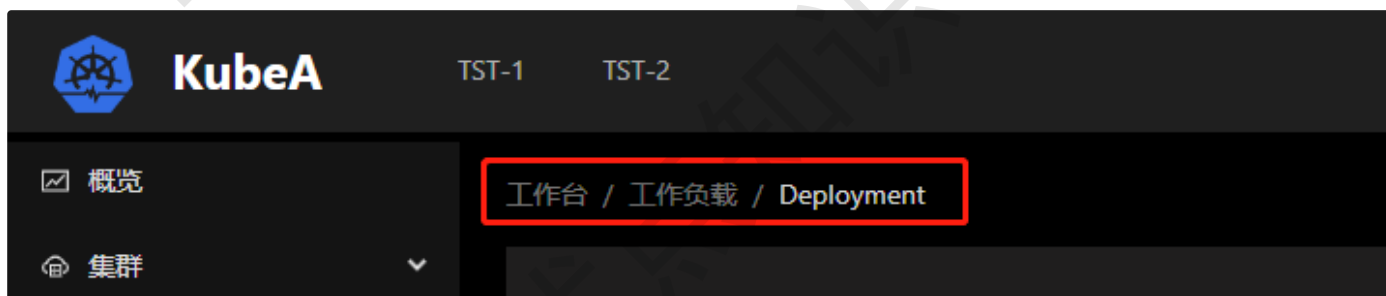 KubeA TST-1 TST-2
概览
工作台 / 工作负载 / Deployment
集群